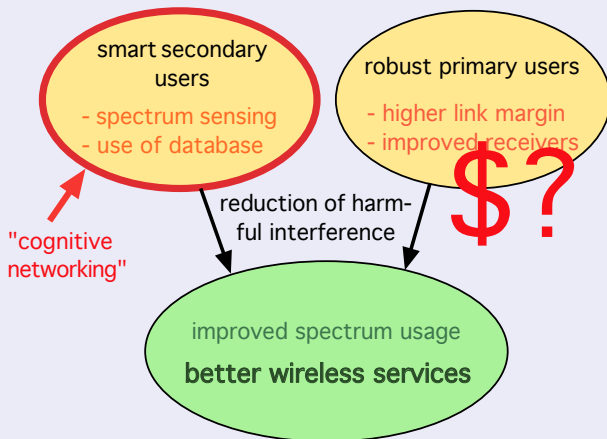 smart secondary
users
- spectrum sensing
- use of database
robust primary users
- higher link margin
- improved receivers
$?
reduction of harm-
ful interference
"cognitive
networking"
improved spectrum usage
better wireless services